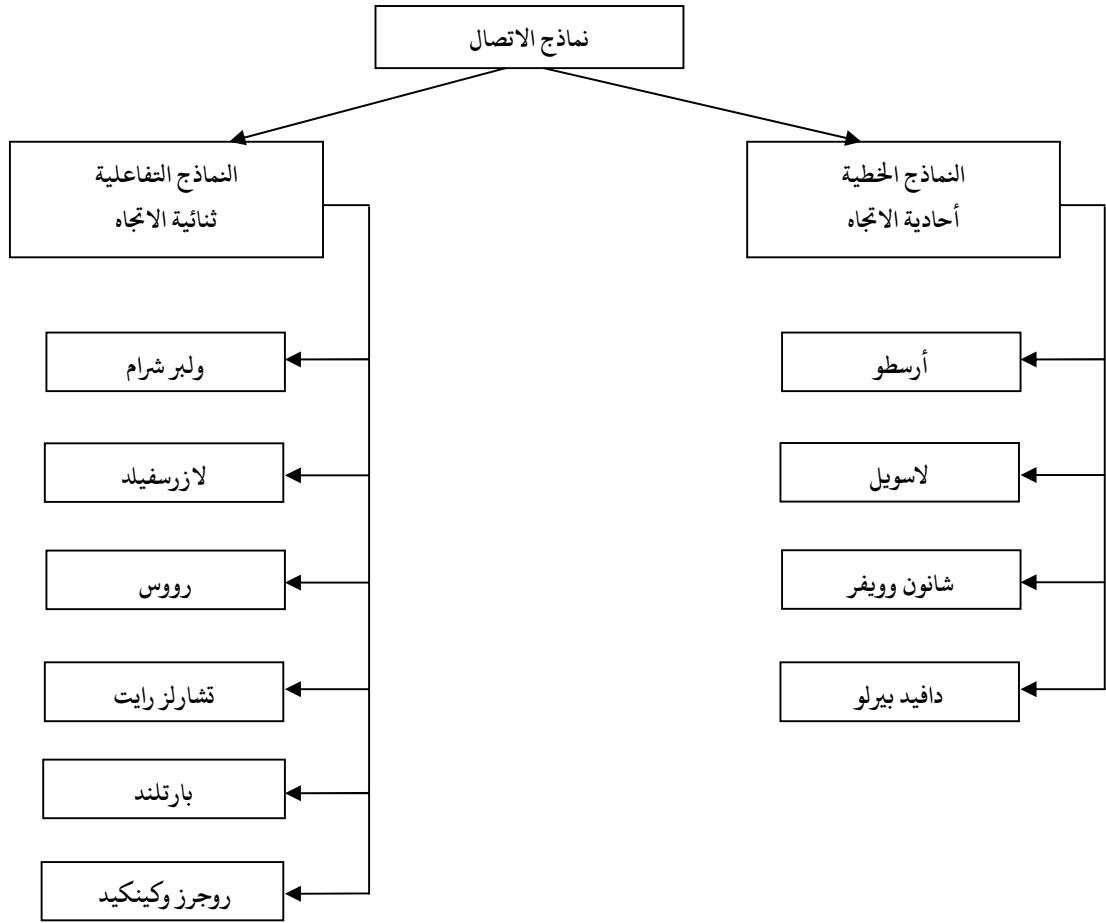 نماذج الاتصال
النماذج الخطية
أحادية الاتجاه
أرسطو
لاسويل
شانون وويفر
دافيد بيرلو
النماذج التفاعلية
ثنائية الاتجاه
ولبر شرام
لازرسفيلد
رووس
تشارلز رايت
بارتلند
روجرز وكينكيد